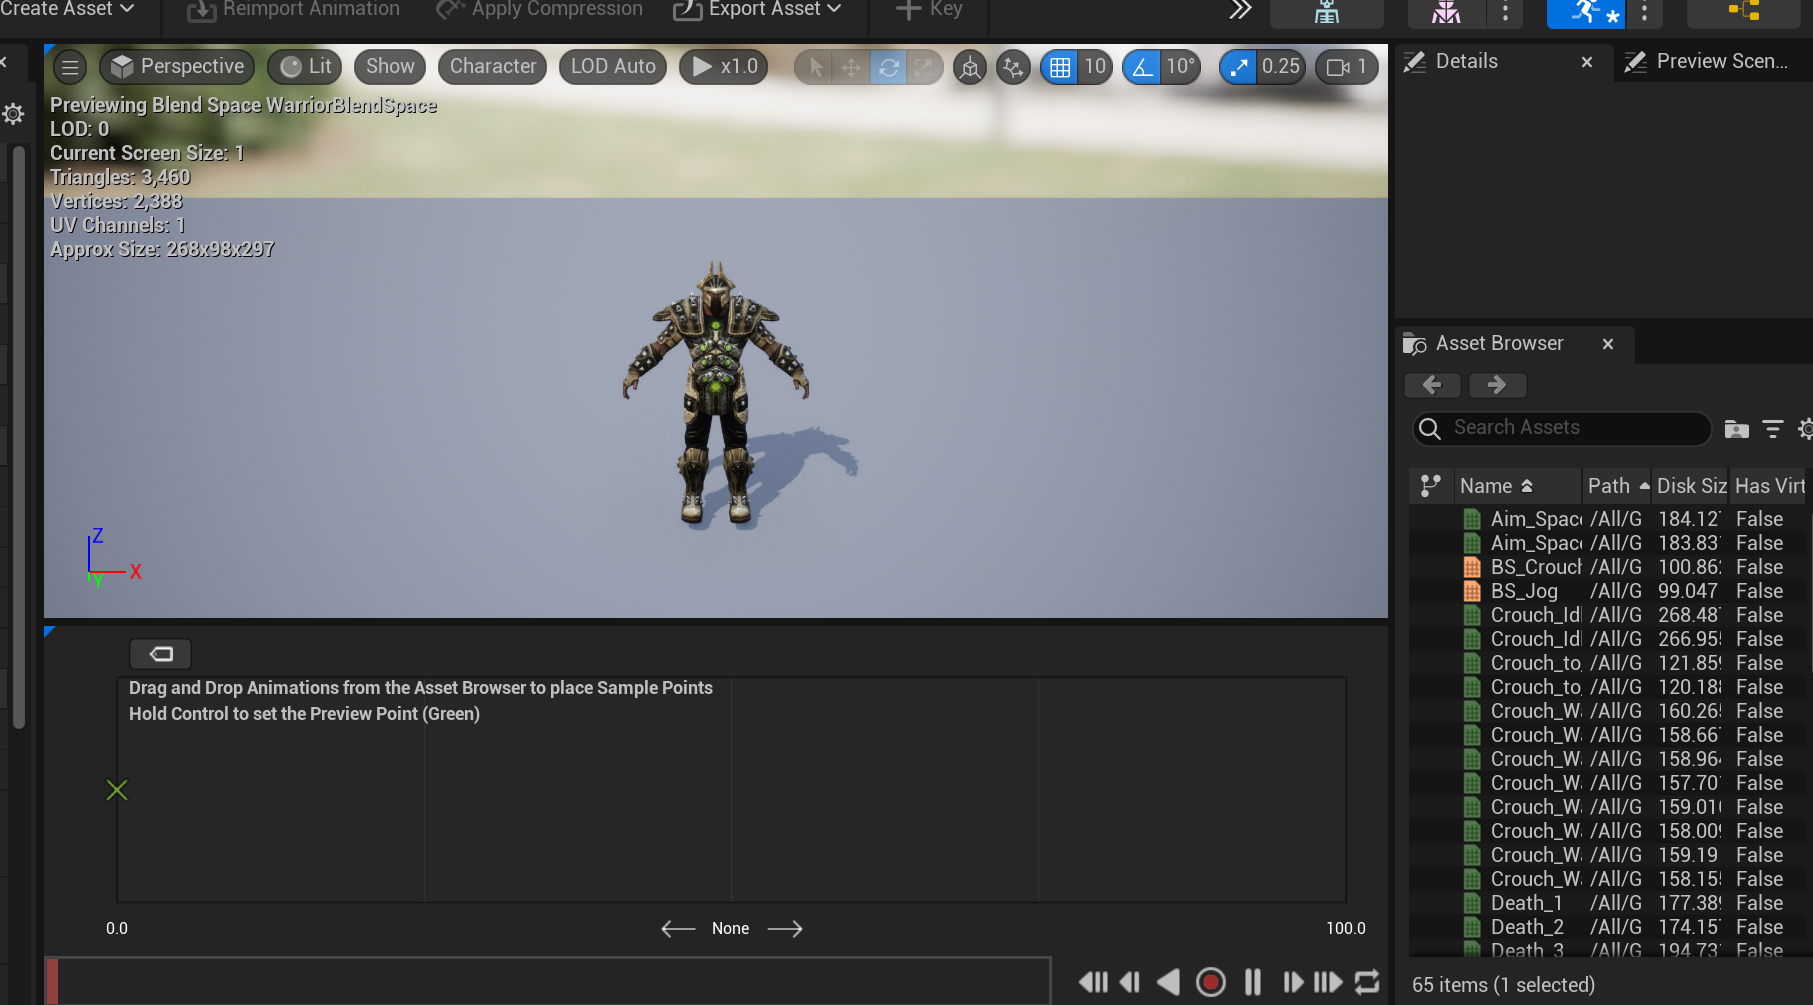 Create Asset
Reimport Animation
Apply Compression
Export Asset
Key
Perspective
Lit
Show
Character
LOD Auto
x1.0
10
10°
0.25
1
Previewing Blend Space WarriorBlendSpace
LOD: 0
Current Screen Size: 1
Triangles: 3,460
Vertices: 2,388
UV Channels: 1
Approx Size: 268x98x297
Z
X
Y
Drag and Drop Animations from the Asset Browser to place Sample Points
Hold Control to set the Preview Point (Green)
0.0
None
100.0
Details
Preview Scen...
Asset Browser
Search Assets
Name Path Disk Siz Has Virt
Aim_Spac /All/G 184.12 False
Aim_Spac /All/G 183.83 False
BS_Crouch /All/G 100.86 False
BS_Jog /All/G 99.047 False
Crouch_Idl /All/G 268.48 False
Crouch_Idl /All/G 266.95 False
Crouch_to /All/G 121.85 False
Crouch_to /All/G 120.18 False
Crouch_W /All/G 160.26 False
Crouch_W /All/G 158.66 False
Crouch_W /All/G 158.96 False
Crouch_W /All/G 157.70 False
Crouch_W /All/G 159.01 False
Crouch_W /All/G 158.00 False
Crouch_W /All/G 159.19 False
Crouch_W /All/G 158.15 False
Death_1 /All/G 177.38 False
Death_2 /All/G 174.15 False
Death_3 /All/G 194.73 False
65 items (1 selected)